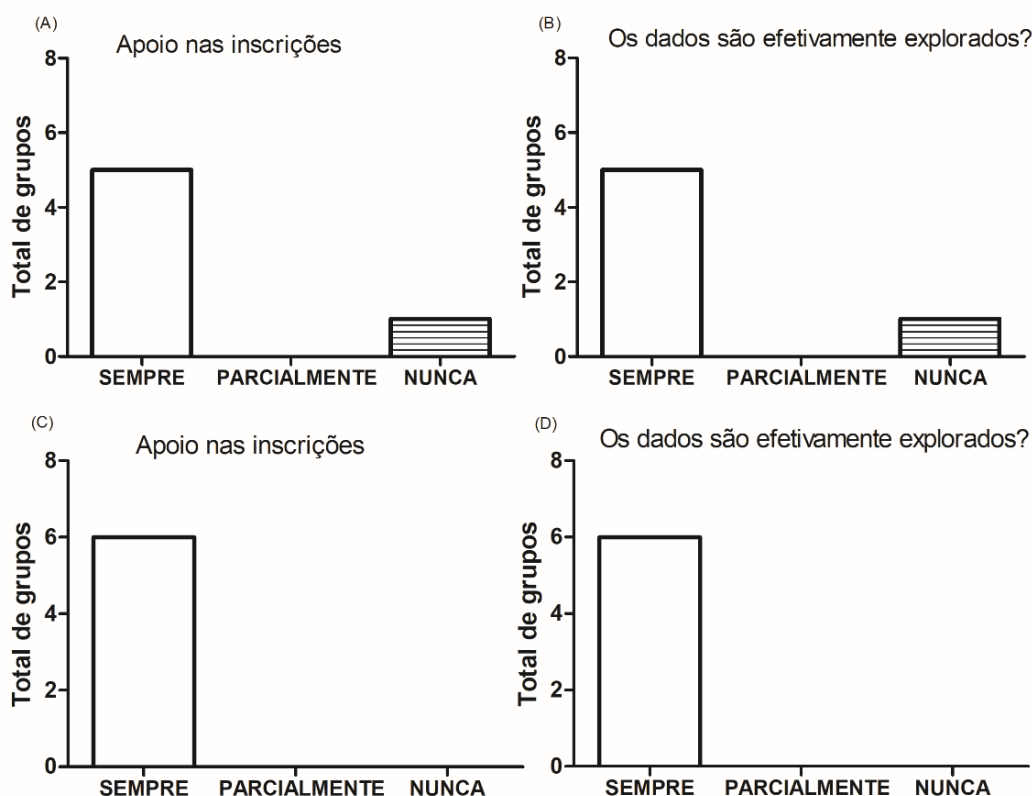 (A)
Apoio nas inscrições
Total de grupos
8
6
4
2
0
SEMPRE PARCIALMENTE NUNCA
(B)
Os dados são efetivamente explorados?
Total de grupos
8
6
4
2
0
SEMPRE PARCIALMENTE NUNCA
(C)
Apoio nas inscrições
Total de grupos
8
6
4
2
0
SEMPRE PARCIALMENTE NUNCA
(D)
Os dados são efetivamente explorados?
Total de grupos
8
6
4
2
0
SEMPRE PARCIALMENTE NUNCA